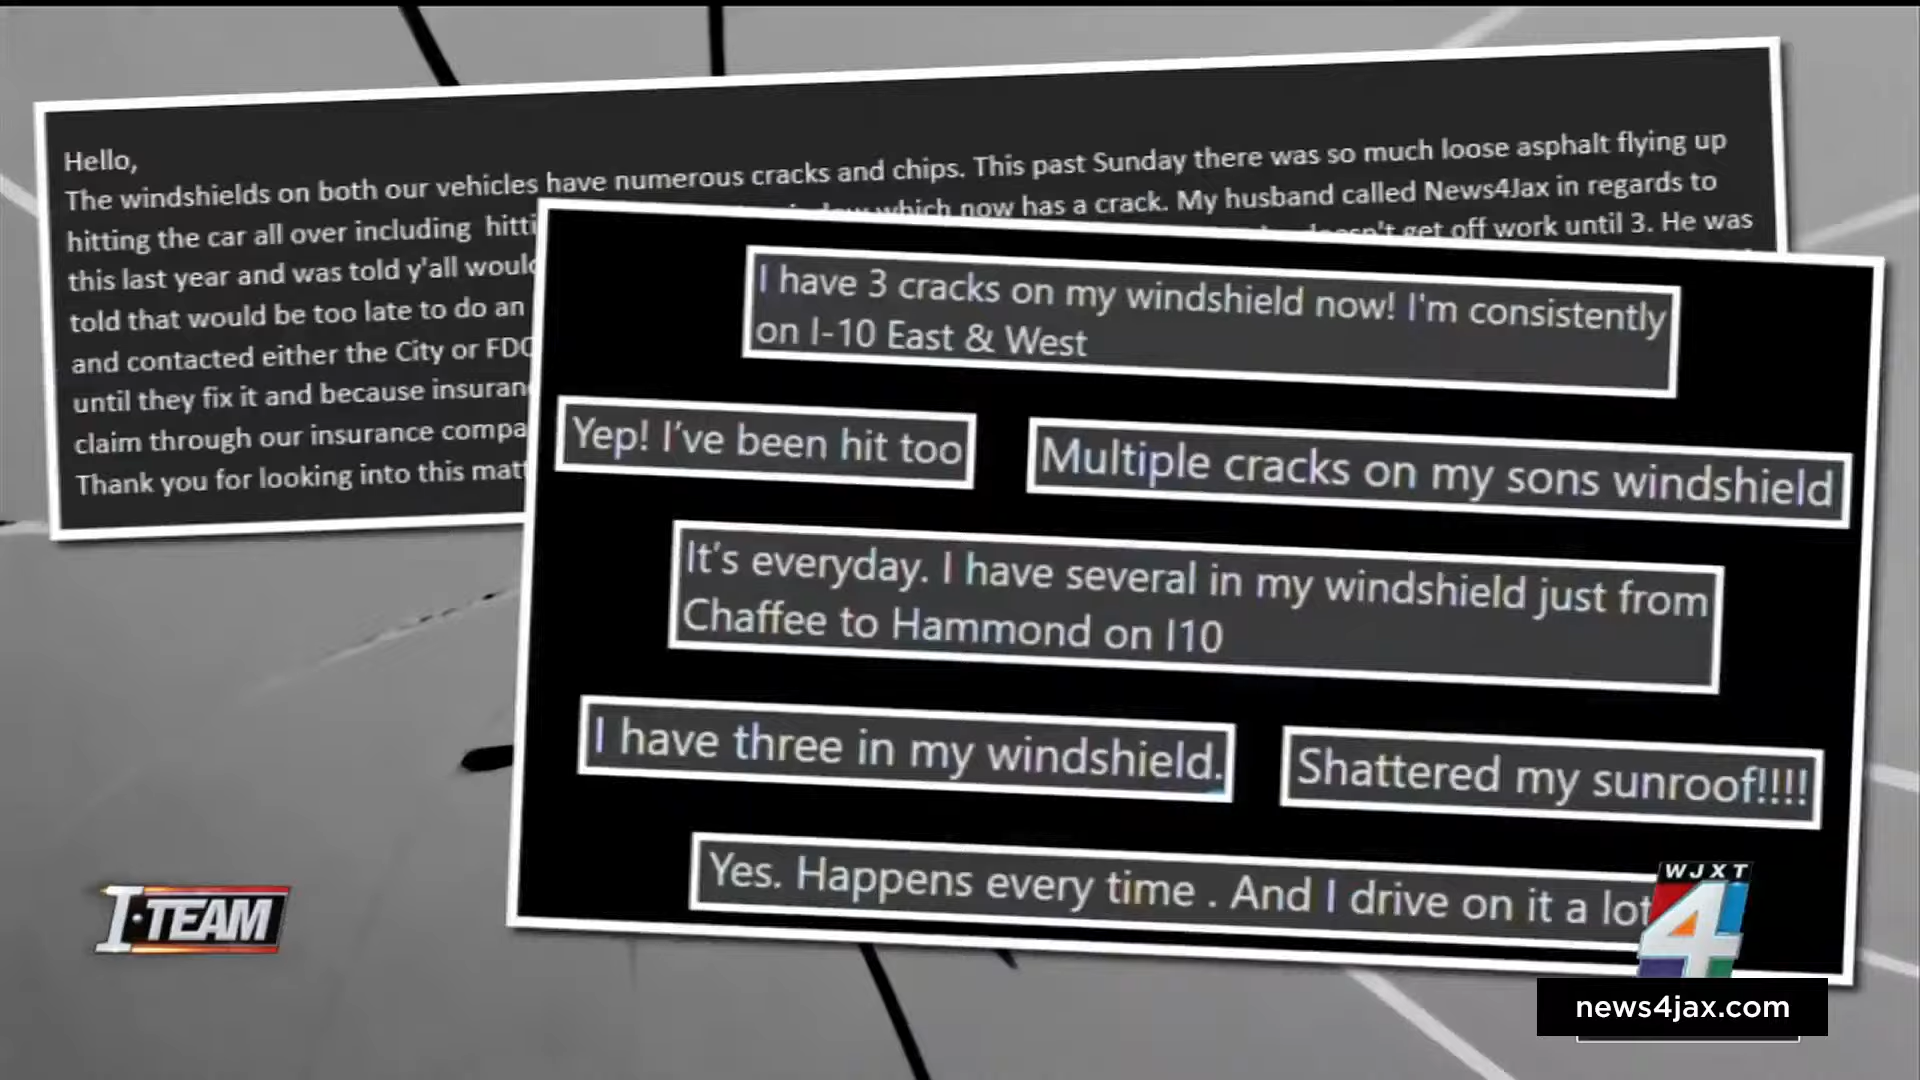 Hello,
The windshields on both our vehicles have numerous cracks and chips. This past Sunday there was so much loose asphalt flying up
hitting the car all over including hitti which now has a crack. My husband called News4Jax in regards to
this last year and was told y'all would doesn't get off work until 3. He was
told that would be too late to do an
and contacted either the City or FDO
until they fix it and because insuran
claim through our insurance compa
Thank you for looking into this matt
I have 3 cracks on my windshield now! I'm consistently
on I-10 East & West
Yep! I've been hit too
Multiple cracks on my sons windshield
It's everyday. I have several in my windshield just from
Chaffee to Hammond on I10
I have three in my windshield.
Shattered my sunroof!!!!
Yes. Happens every time . And I drive on it a lot
I-TEAM
WJXT
4
news4jax.com